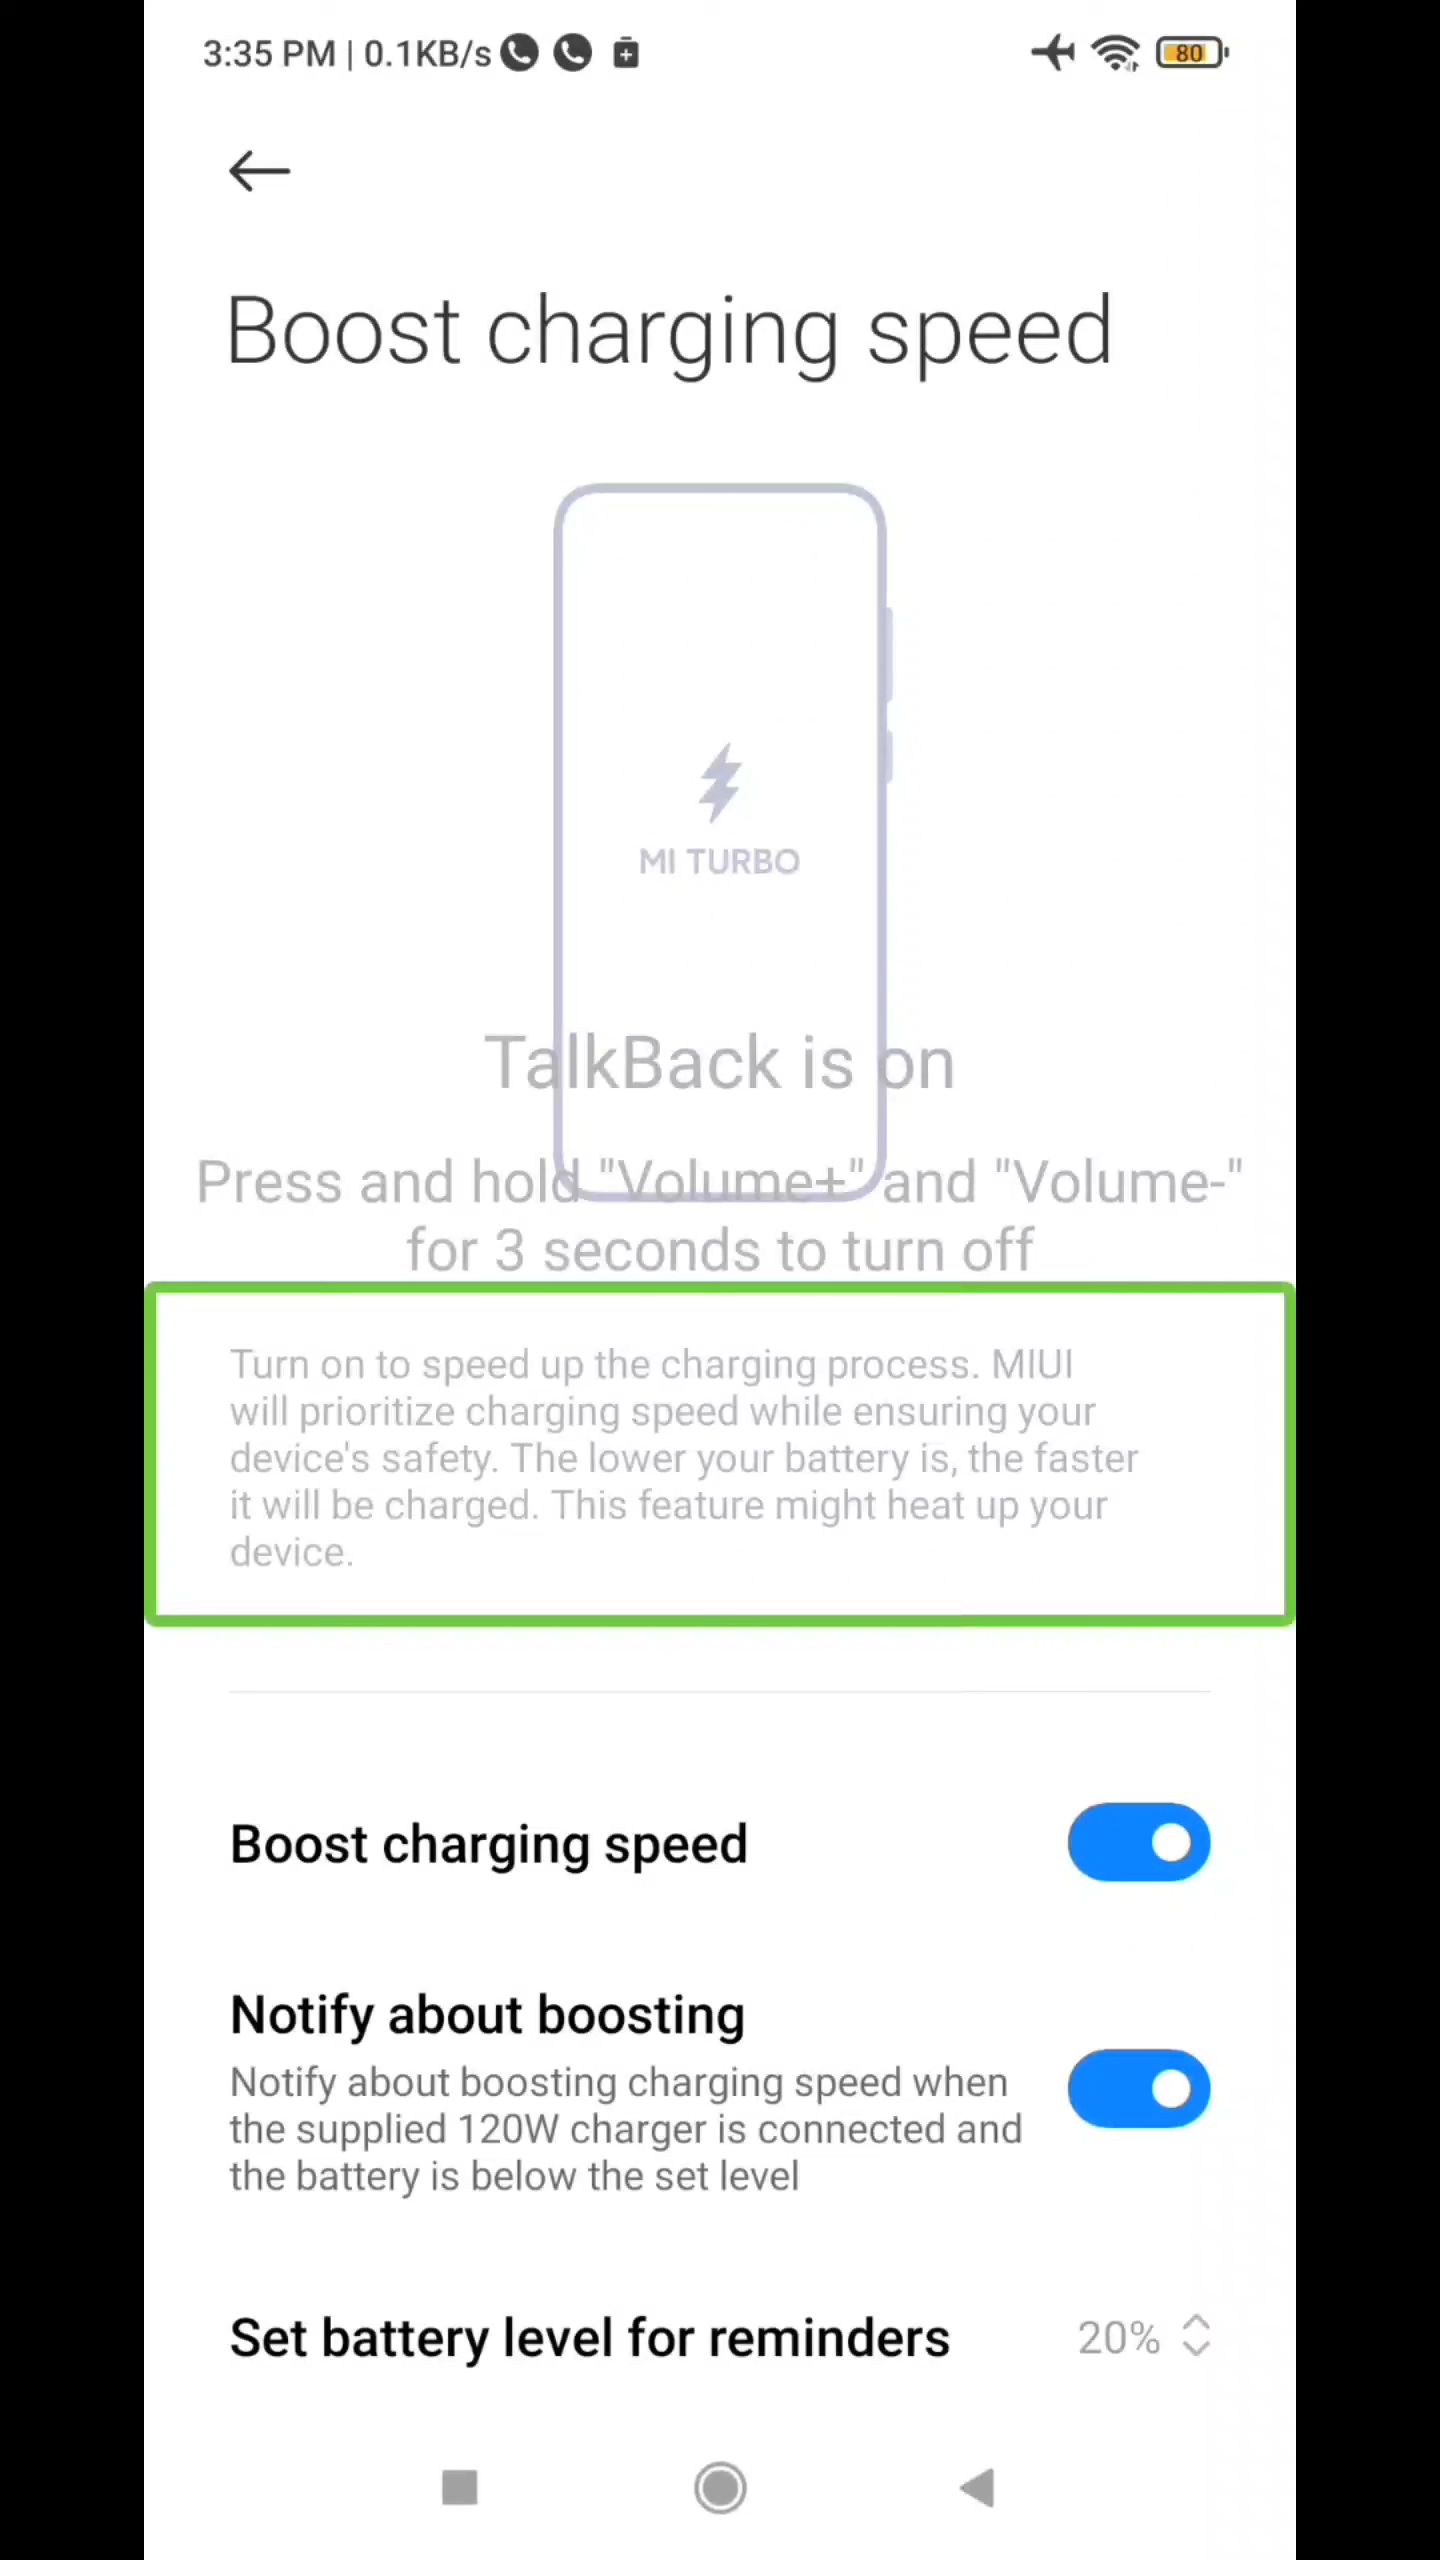 3:35 PM | 0.1KB/s
80
Boost charging speed
MI TURBO
TalkBack is on
Press and hold "Volume+" and "Volume-"
for 3 seconds to turn off
Turn on to speed up the charging process. MIUI
will prioritize charging speed while ensuring your
device's safety. The lower your battery is, the faster
it will be charged. This feature might heat up your
device.
Boost charging speed
Notify about boosting
Notify about boosting charging speed when
the supplied 120W charger is connected and
the battery is below the set level
Set battery level for reminders
20%